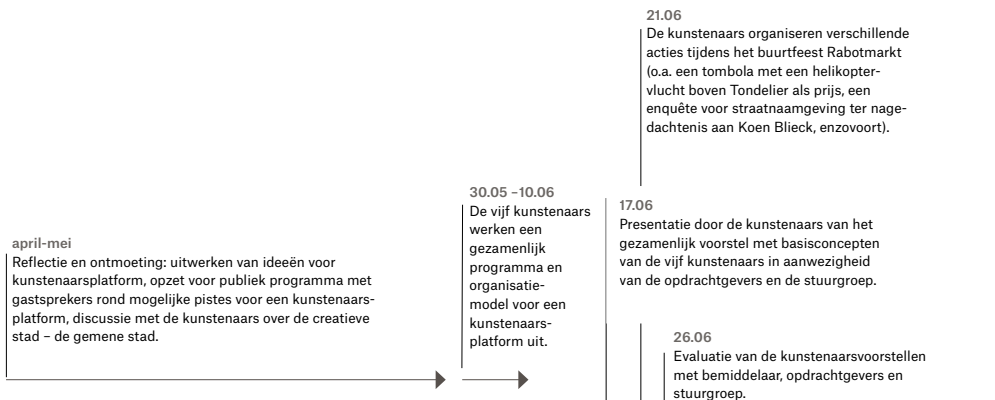 april-mei
Reflectie en ontmoeting: uitwerken van ideeën voor
kunstenaarsplatform, opzet voor publiek programma met
gastsprekers rond mogelijke pistes voor een kunstenaars-
platform, discussie met de kunstenaars over de creatieve
stad – de gemene stad.
30.05 –10.06
De vijf kunstenaars
werken een
gezamenlijk
programma en
organisatie-
model voor een
kunstenaars-
platform uit.
17.06
Presentatie door de kunstenaars van het
gezamenlijk voorstel met basisconcepten
van de vijf kunstenaars in aanwezigheid
van de opdrachtgevers en de stuurgroep.
21.06
De kunstenaars organiseren verschillende
acties tijdens het buurtfeest Rabotmarkt
(o.a. een tombola met een helikopter-
vlucht boven Tondelier als prijs, een
enquête voor straatnaamgeving ter nage-
dachtenis aan Koen Blieck, enzovoort).
26.06
Evaluatie van de kunstenaarsvoorstellen
met bemiddelaar, opdrachtgevers en
stuurgroep.